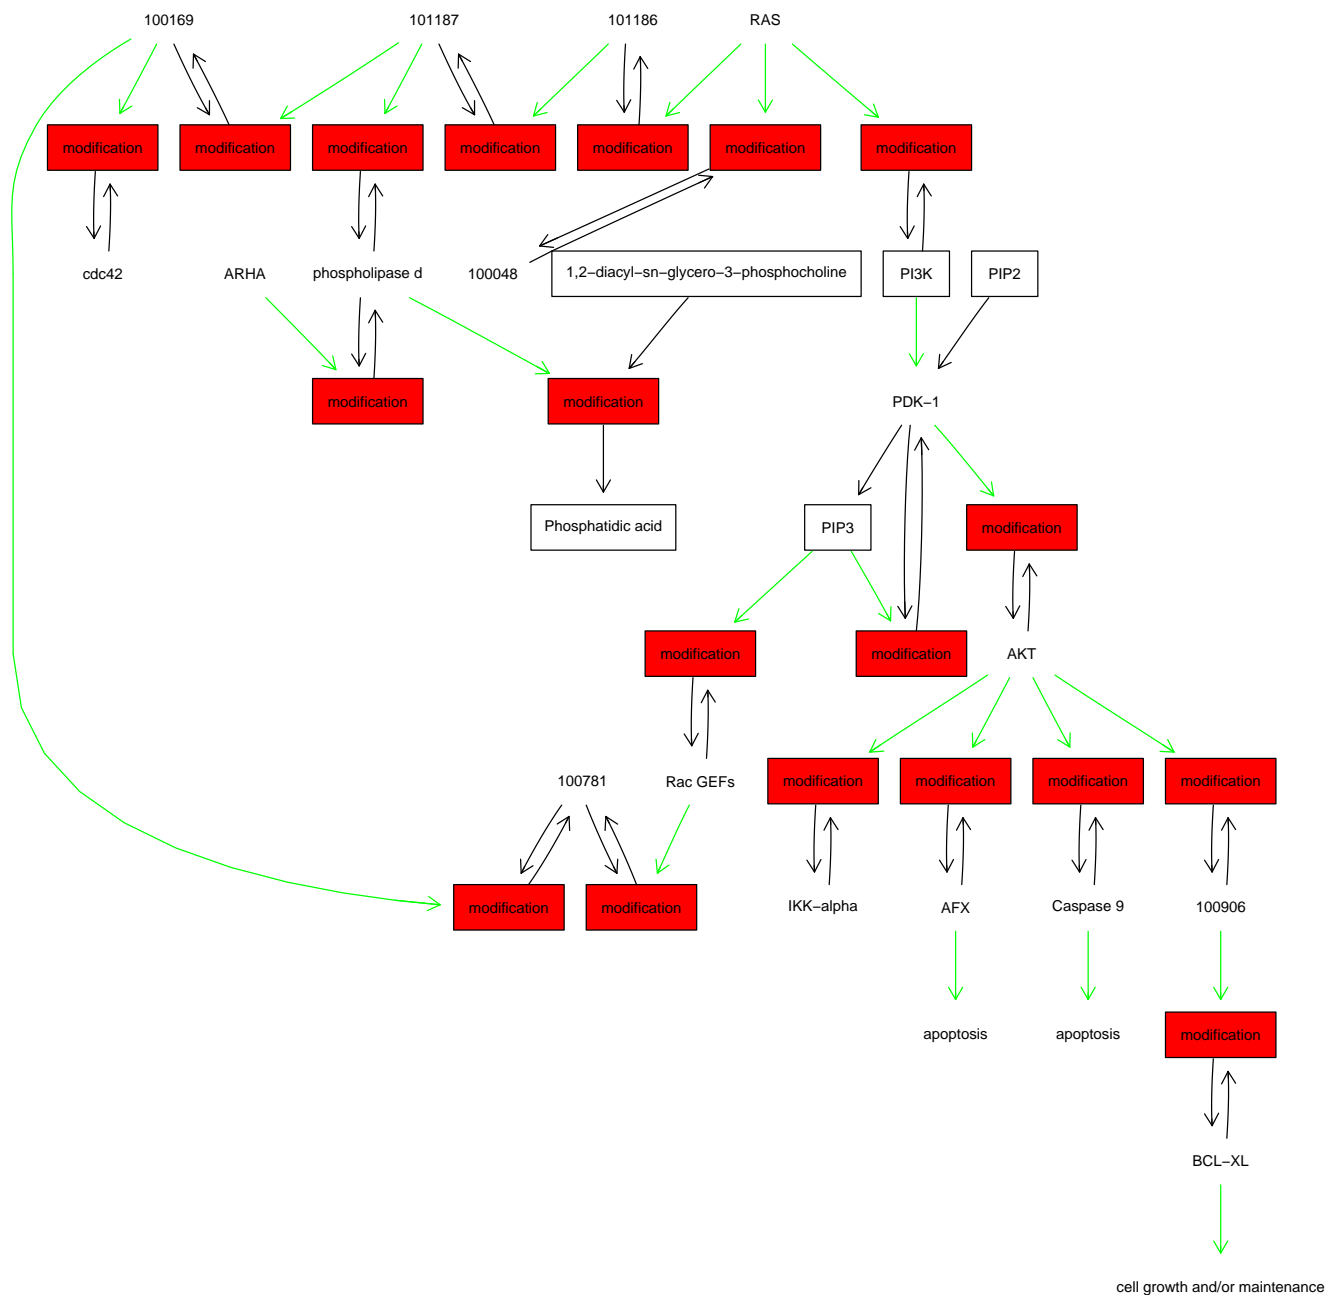 100169
101187
101186
RAS
modification
modification
modification
modification
modification
modification
modification
cdc42
ARHA
phospholipase d
100048
1,2−diacyl−sn−glycero−3−phosphocholine
PI3K
PIP2
modification
modification
PDK−1
Phosphatidic acid
PIP3
modification
modification
modification
AKT
100781
Rac GEFs
modification
modification
modification
modification
modification
modification
IKK−alpha
AFX
Caspase 9
100906
apoptosis
apoptosis
modification
BCL−XL
cell growth and/or maintenance